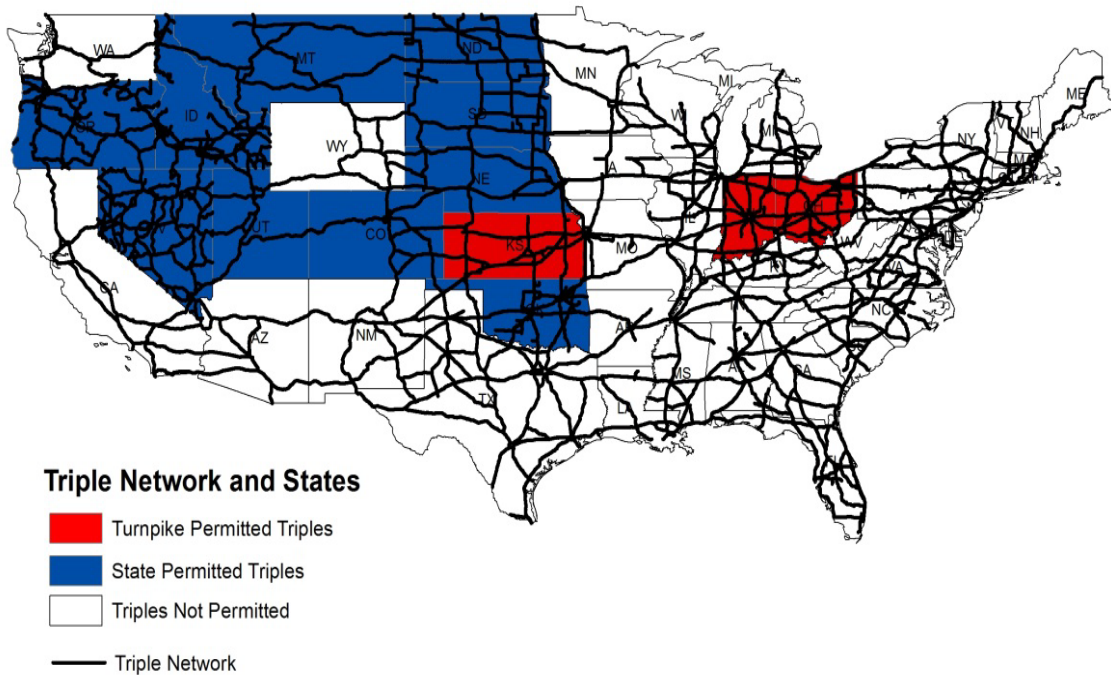 WA
MT
ND
MN
MI
ME
OR
ID
SD
WI
MI
NY
VT
NH
MA
WY
IA
NE
PA
NV
UT
CO
KS
MO
IL
OH
WV
VA
KY
CA
AZ
NM
AR
NC
TX
LA
MS
GA
Triple Network and States
Turnpike Permitted Triples
State Permitted Triples
Triples Not Permitted
Triple Network